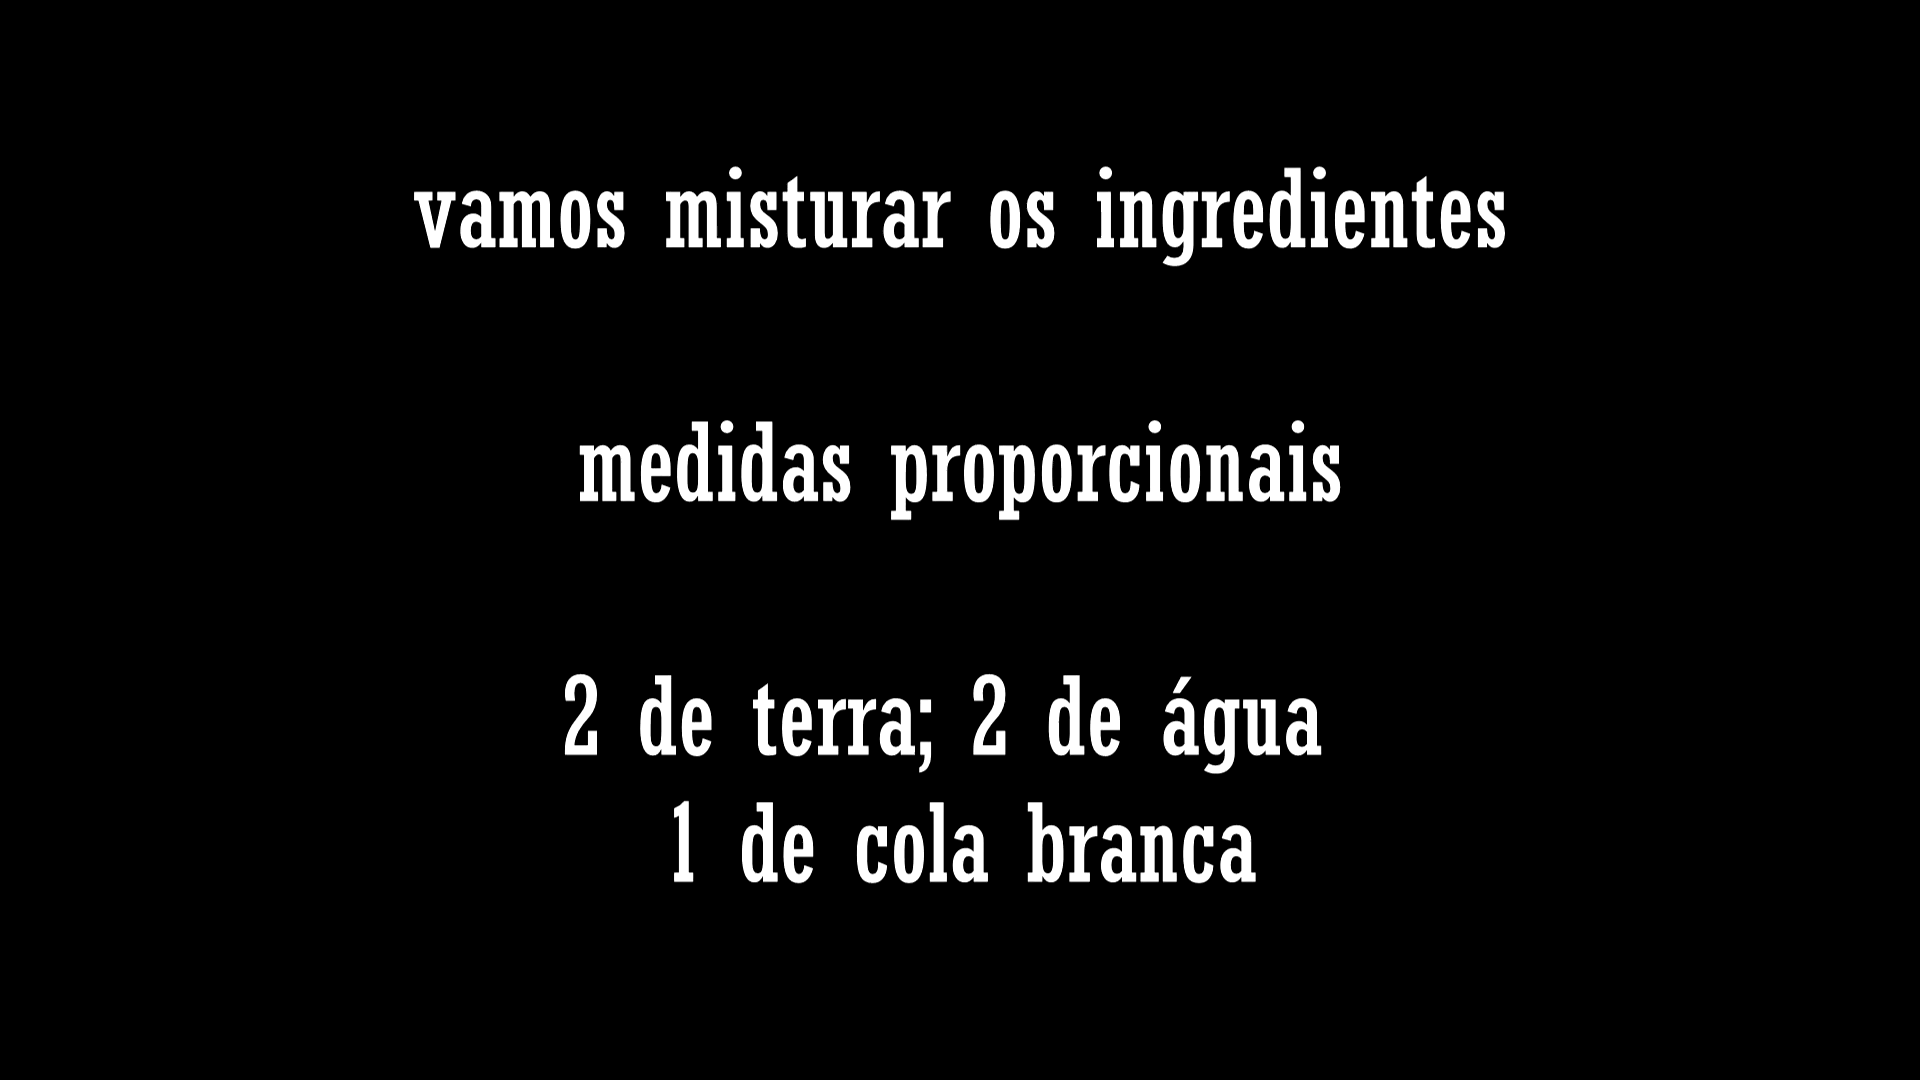 vamos misturar os ingredientes
medidas proporcionais
2 de terra; 2 de água
1 de cola branca